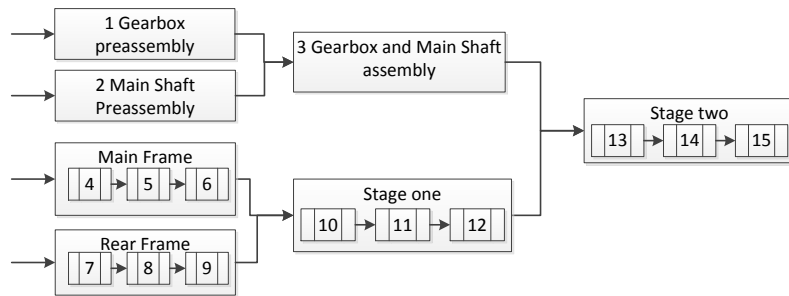 1 Gearbox
preassembly
2 Main Shaft
Preassembly
3 Gearbox and Main Shaft
assembly
Main Frame
4 5 6
Rear Frame
7 8 9
Stage one
10 11 12
Stage two
13 14 15